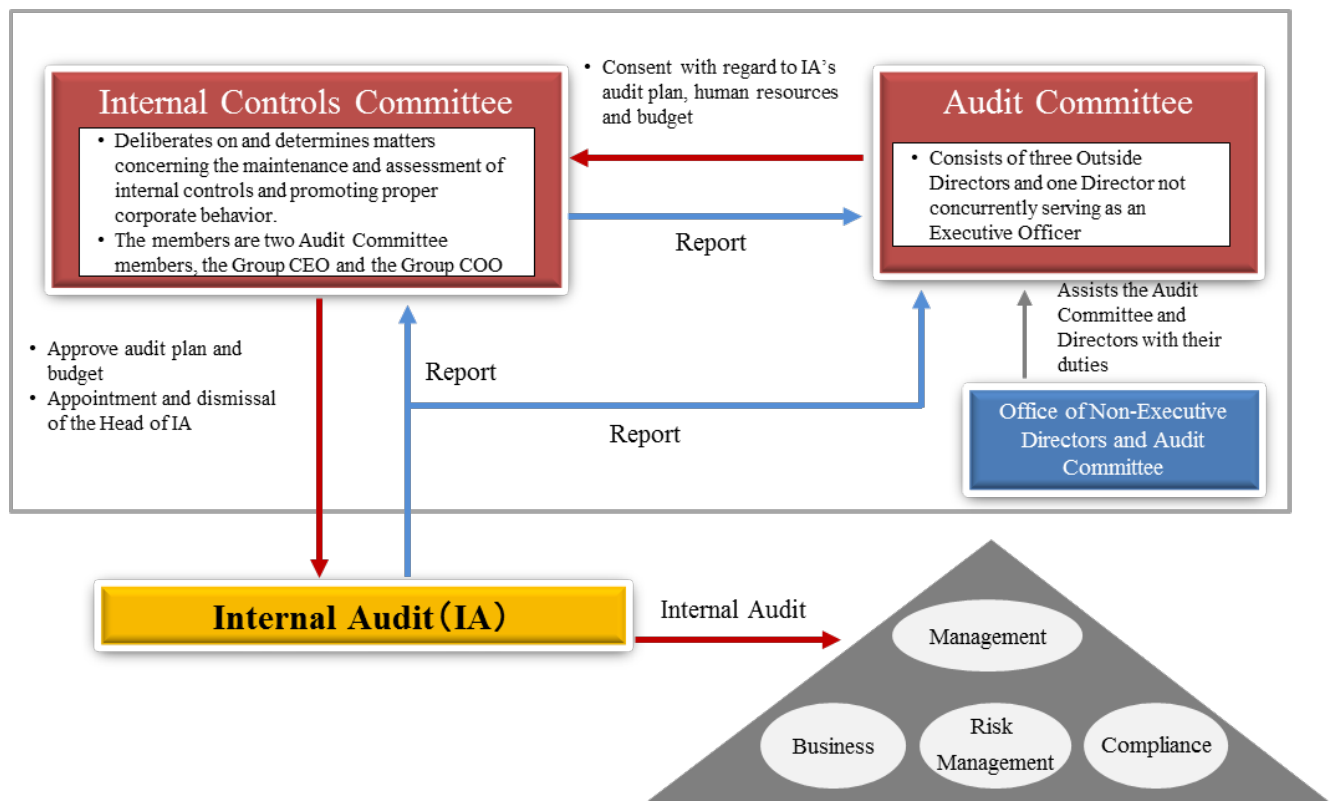 Internal Controls Committee
• Deliberates on and determines matters
concerning the maintenance and assessment of
internal controls and promoting proper
corporate behavior.
• The members are two Audit Committee
members, the Group CEO and the Group COO
• Consent with regard to IA’s
audit plan, human resources
and budget
Report
Audit Committee
• Consists of three Outside
Directors and one Director not
concurrently serving as an
Executive Officer
Assists the Audit
Committee and
Directors with their
duties
Office of Non-Executive
Directors and Audit
Committee
• Approve audit plan and
budget
• Appointment and dismissal
of the Head of IA
Report
Report
Internal Audit（IA）
Internal Audit
Management
Business
Risk
Management
Compliance